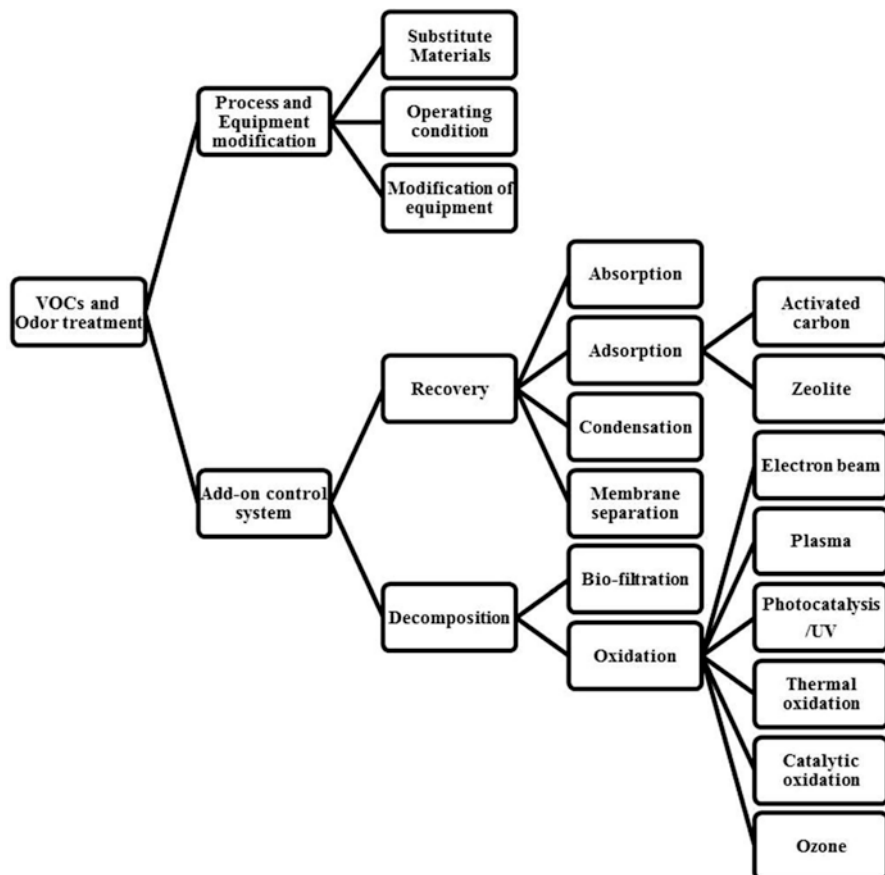 Substitute
Materials
Process and
Equipment
modification
Operating
condition
Modification of
equipment
VOCs and
Odor treatment
Absorption
Activated
carbon
Adsorption
Recovery
Zeolite
Condensation
Electron beam
Add-on control
system
Membrane
separation
Plasma
Bio-filtration
Decomposition
Photocatalysis
/UV
Oxidation
Thermal
oxidation
Catalytic
oxidation
Ozone